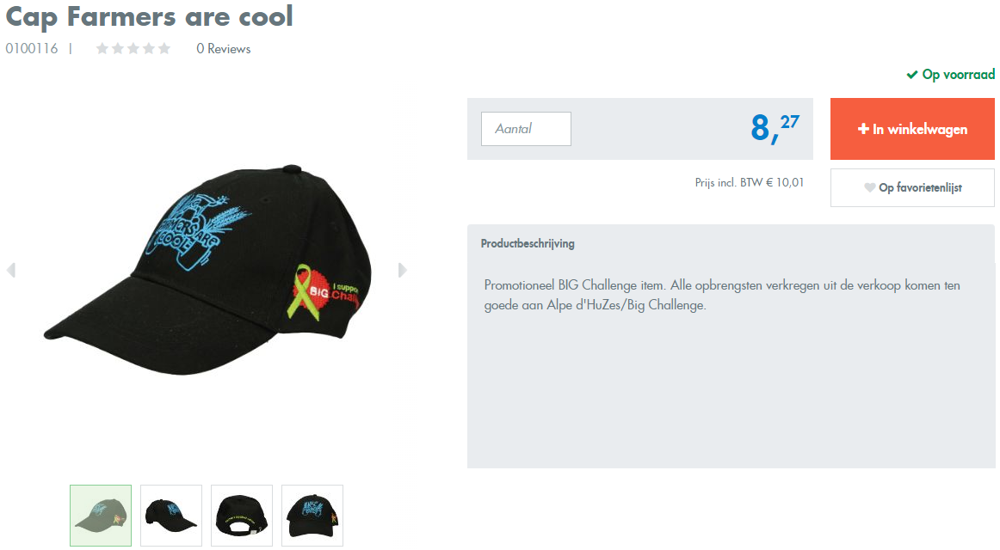 Cap Farmers are cool
0100116 | 0 Reviews
Op voorraad
Aantal
8,27
In winkelwagen
Prijs incl. BTW € 10,01
Op favorietenlijst
Productbeschrijving
Promotioneel BIG Challenge item. Alle opbrengsten verkregen uit de verkoop komen ten
goede aan Alpe d'HuZes/Big Challenge.
FARMERS ARE
COOL
I suppo
BIG Chall